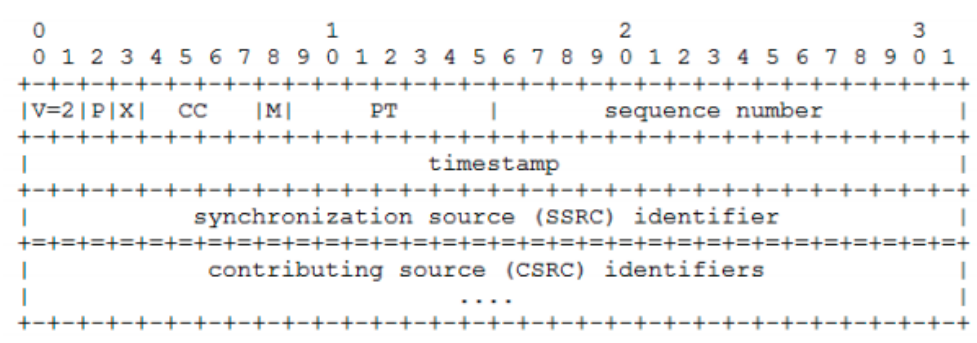 0                   1                   2                   3
 0 1 2 3 4 5 6 7 8 9 0 1 2 3 4 5 6 7 8 9 0 1 2 3 4 5 6 7 8 9 0 1
+-+-+-+-+-+-+-+-+-+-+-+-+-+-+-+-+-+-+-+-+-+-+-+-+-+-+-+-+-+-+-+-+
|V=2|P|X|  CC   |M|     PT      |       sequence number         |
+-+-+-+-+-+-+-+-+-+-+-+-+-+-+-+-+-+-+-+-+-+-+-+-+-+-+-+-+-+-+-+-+
|                           timestamp                           |
+-+-+-+-+-+-+-+-+-+-+-+-+-+-+-+-+-+-+-+-+-+-+-+-+-+-+-+-+-+-+-+-+
|           synchronization source (SSRC) identifier            |
+=+=+=+=+=+=+=+=+=+=+=+=+=+=+=+=+=+=+=+=+=+=+=+=+=+=+=+=+=+=+=+=+
|            contributing source (CSRC) identifiers             |
|                             ....                              |
+-+-+-+-+-+-+-+-+-+-+-+-+-+-+-+-+-+-+-+-+-+-+-+-+-+-+-+-+-+-+-+-+